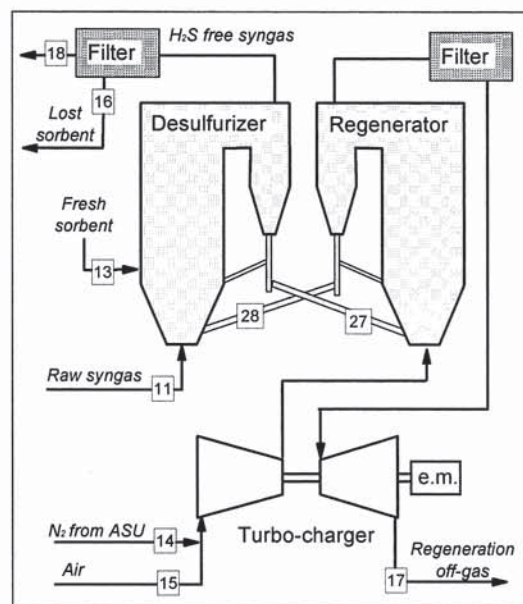 H2S free syngas
18
Filter
Filter
16
Lost
sorbent
Desulfurizer
Regenerator
Fresh
sorbent
13
28
27
Raw syngas
11
e.m.
N2 from ASU
14
Turbo-charger
Air
15
17
Regeneration
off-gas